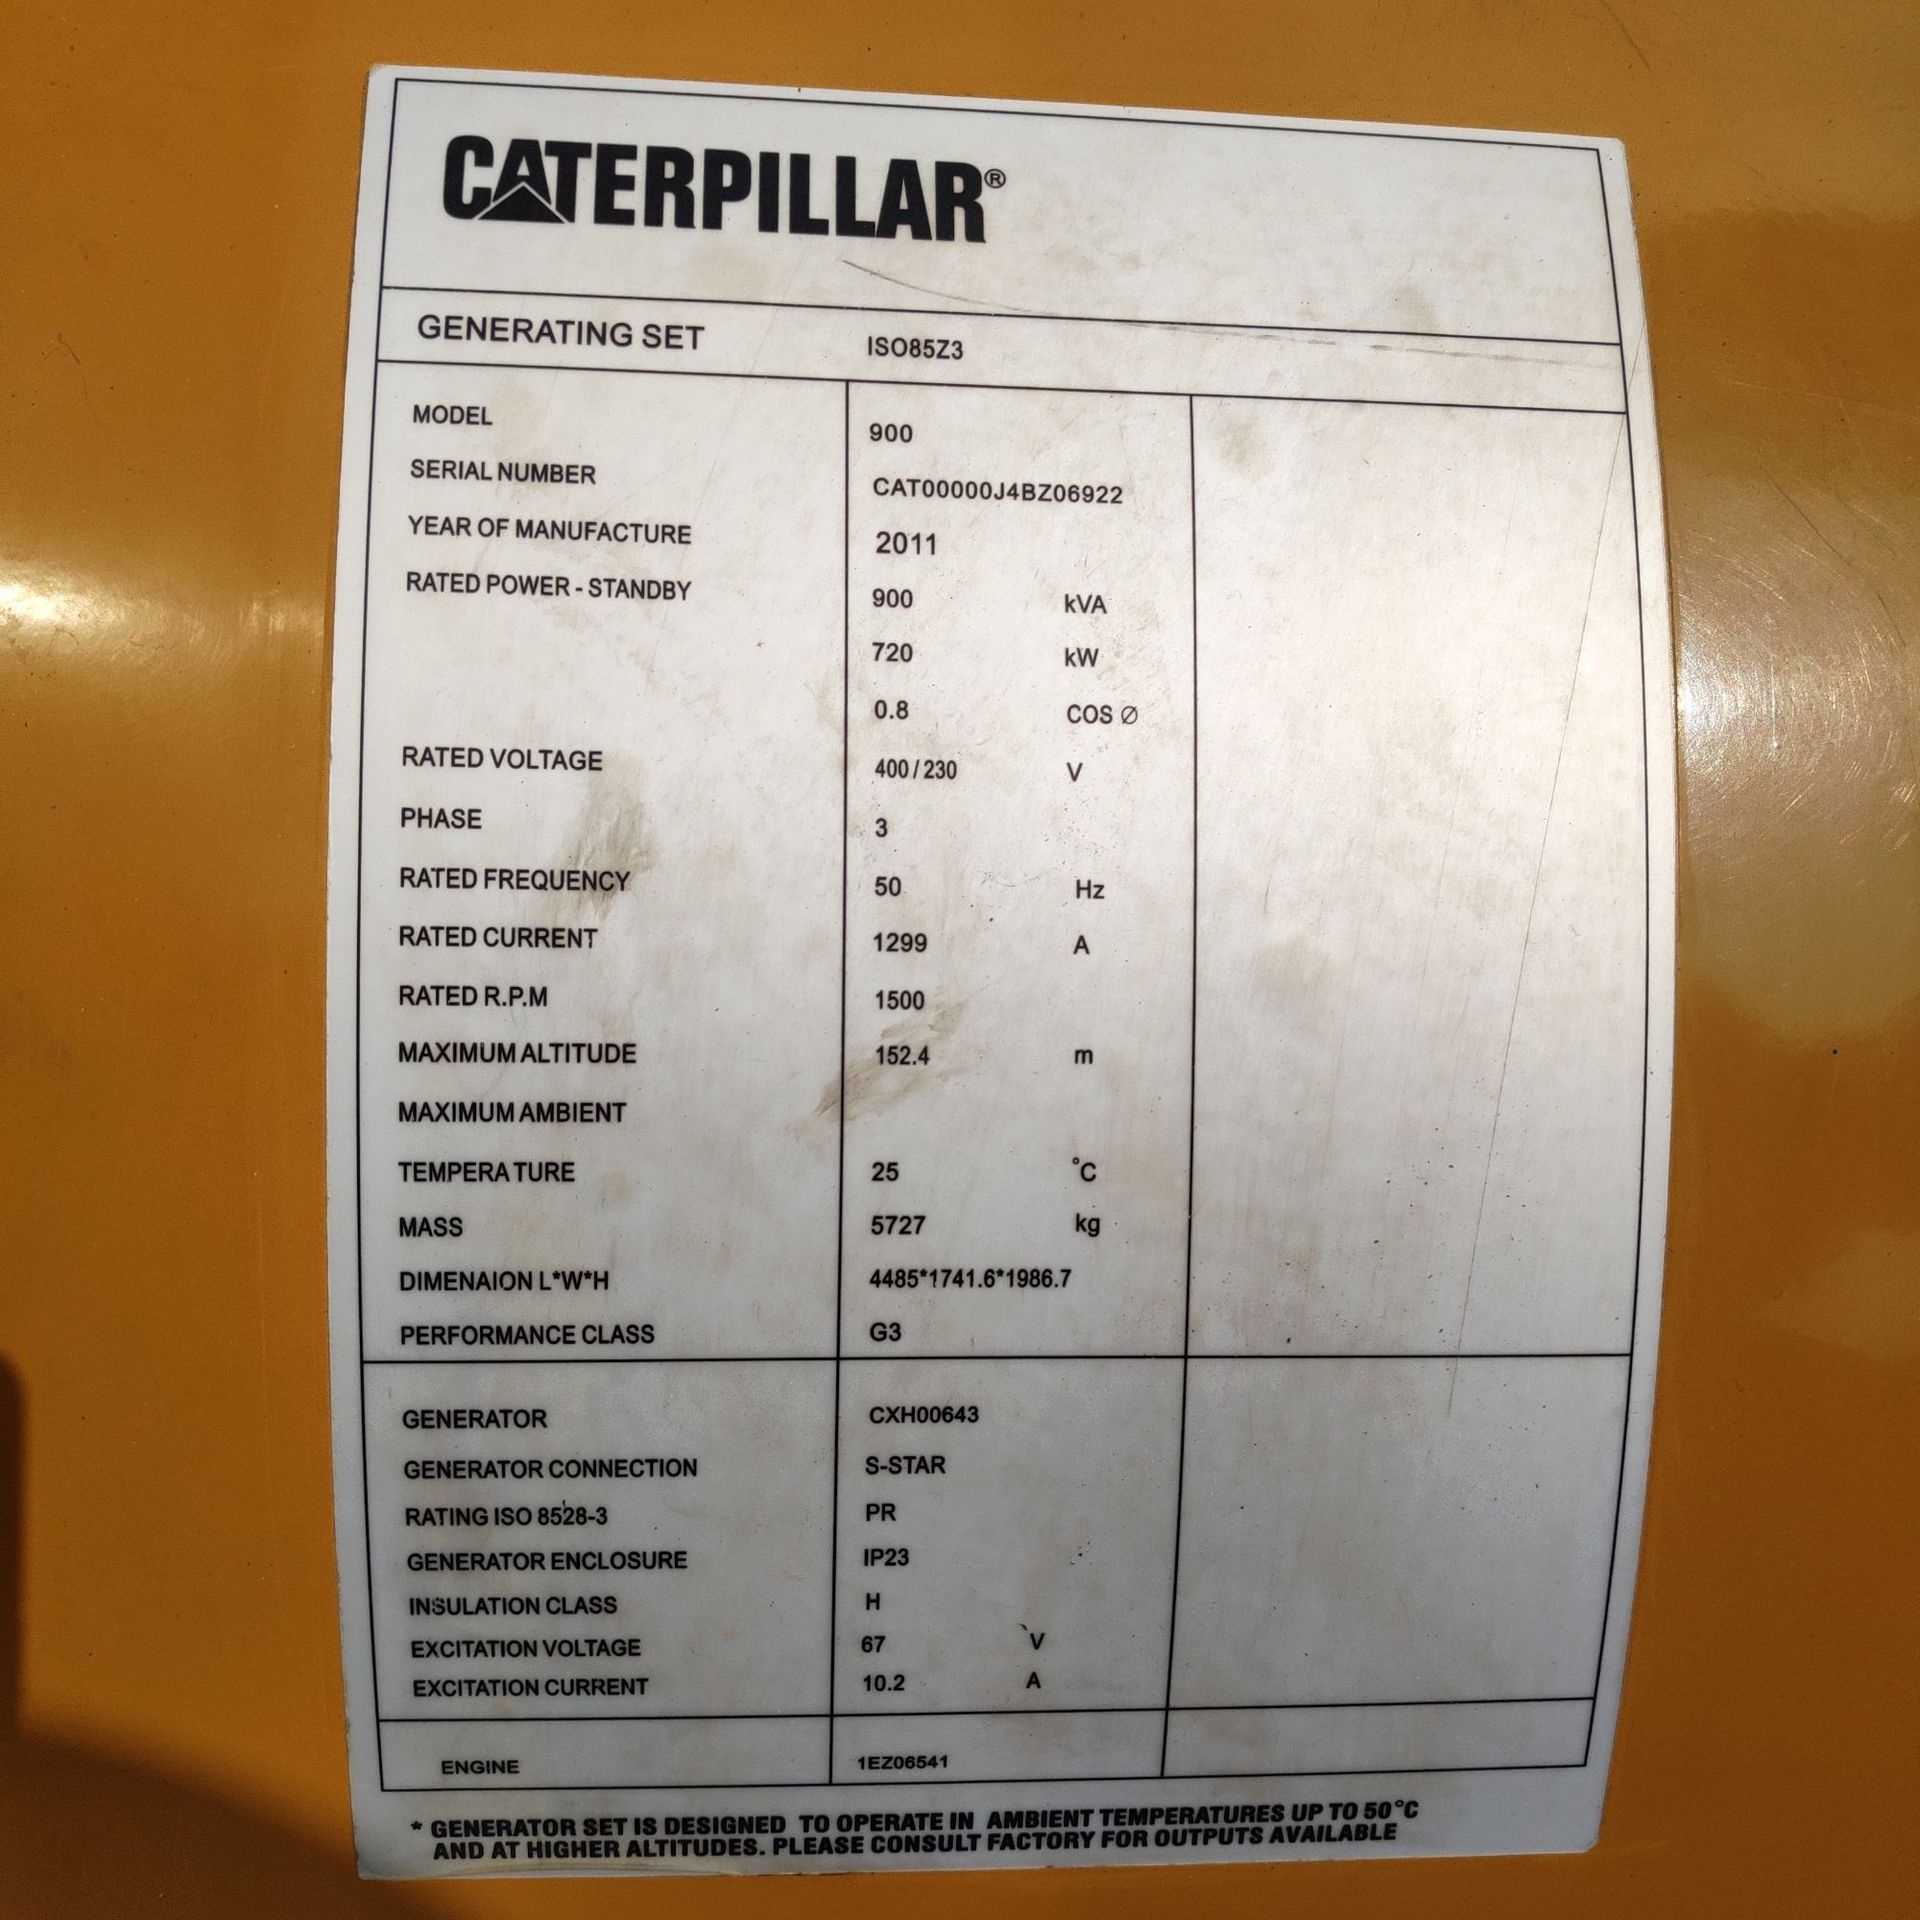 CATERPILLAR®
GENERATING SET ISO85Z3
MODEL 900
SERIAL NUMBER CAT00000J4BZ06922
YEAR OF MANUFACTURE 2011
RATED POWER - STANDBY 900 kVA
720 kW
0.8 COS Ø
RATED VOLTAGE 400 / 230 V
PHASE 3
RATED FREQUENCY 50 Hz
RATED CURRENT 1299 A
RATED R.P.M 1500
MAXIMUM ALTITUDE 152.4 m
MAXIMUM AMBIENT
TEMPERATURE 25 °C
MASS 5727 kg
DIMENAION L*W*H 4485*1741.6*1986.7
PERFORMANCE CLASS G3
GENERATOR CXH00643
GENERATOR CONNECTION S-STAR
RATING ISO 8528-3 PR
GENERATOR ENCLOSURE IP23
INSULATION CLASS H
EXCITATION VOLTAGE 67 V
EXCITATION CURRENT 10.2 A
ENGINE 1EZ06541
* GENERATOR SET IS DESIGNED TO OPERATE IN AMBIENT TEMPERATURES UP TO 50°C
AND AT HIGHER ALTITUDES. PLEASE CONSULT FACTORY FOR OUTPUTS AVAILABLE